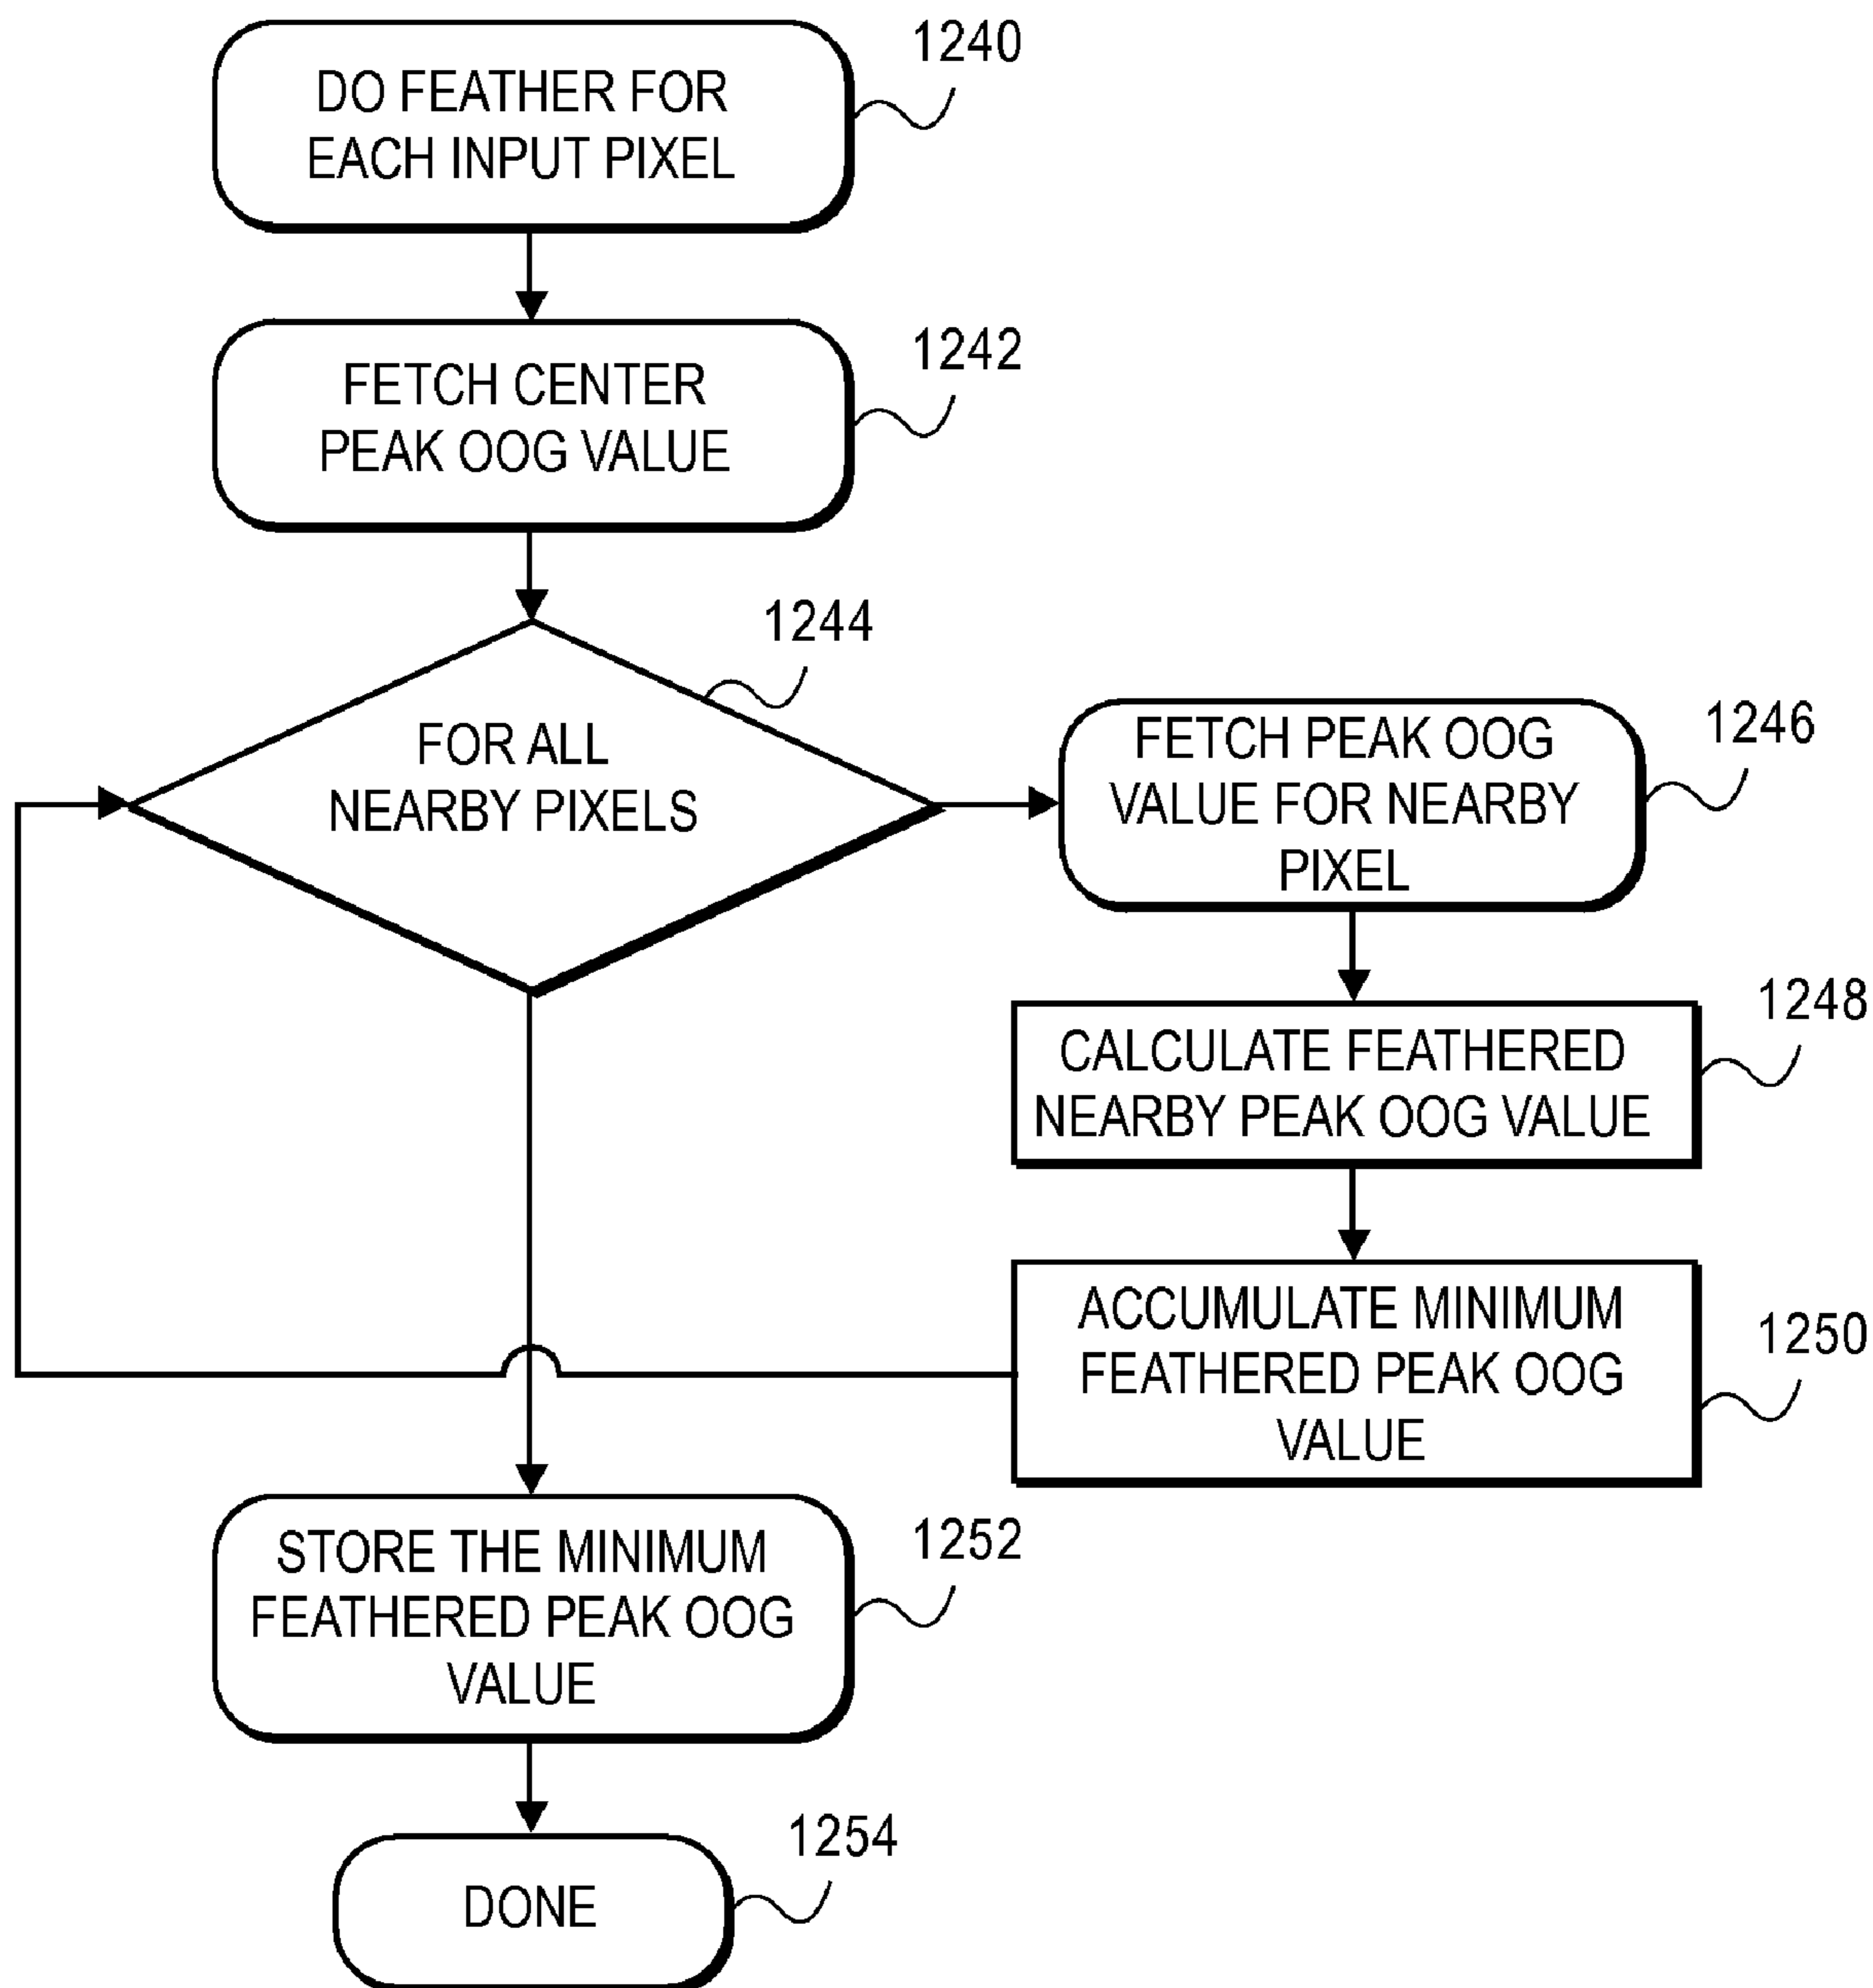 DO FEATHER FOR
EACH INPUT PIXEL
1240
FETCH CENTER
PEAK OOG VALUE
1242
FOR ALL
NEARBY PIXELS
1244
FETCH PEAK OOG
VALUE FOR NEARBY
PIXEL
1246
CALCULATE FEATHERED
NEARBY PEAK OOG VALUE
1248
ACCUMULATE MINIMUM
FEATHERED PEAK OOG
VALUE
1250
STORE THE MINIMUM
FEATHERED PEAK OOG
VALUE
1252
DONE
1254